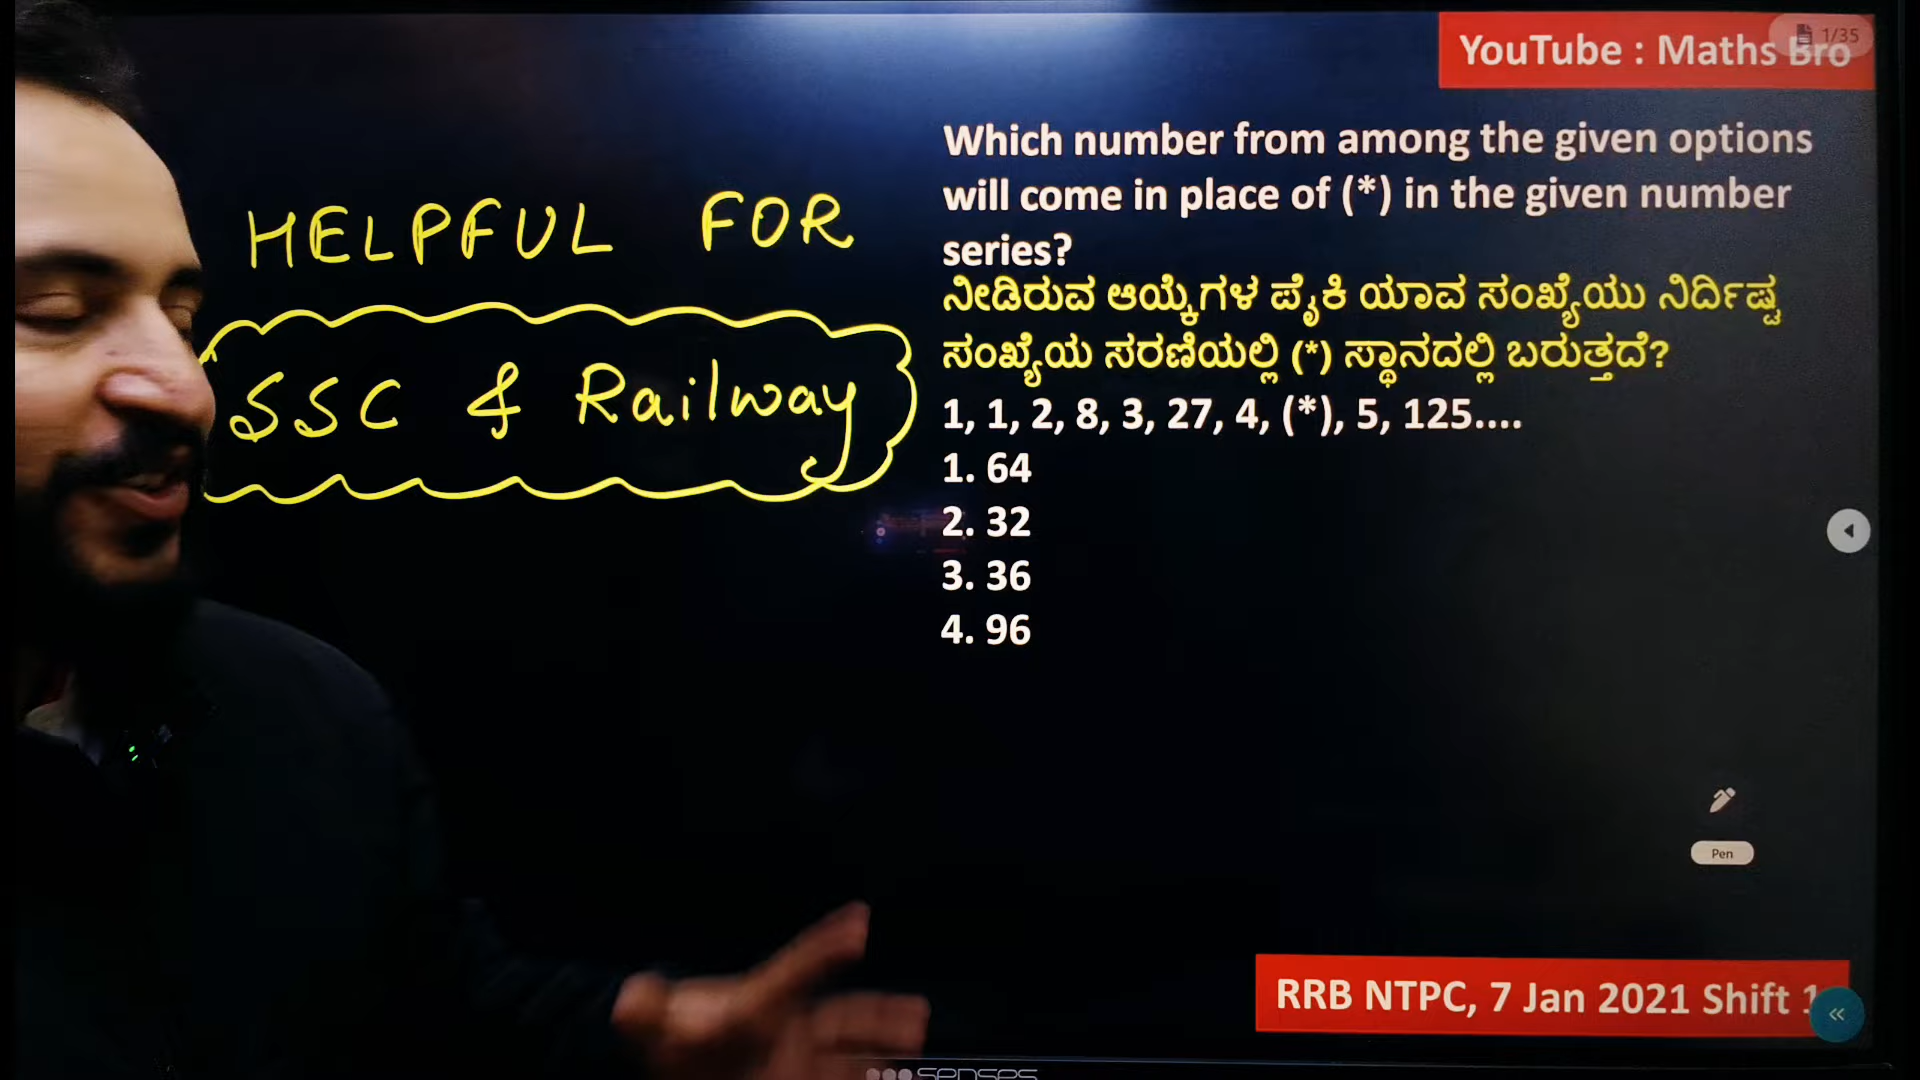 YouTube : Maths Bro
1/35
HELPFUL FOR
SSC & Railway
Which number from among the given options
will come in place of (*) in the given number
series?
ನೀಡಿರುವ ಆಯ್ಕೆಗಳ ಪೈಕಿ ಯಾವ ಸಂಖ್ಯೆಯು ನಿರ್ದಿಷ್ಟ
ಸಂಖ್ಯೆಯ ಸರಣಿಯಲ್ಲಿ (*) ಸ್ಥಾನದಲ್ಲಿ ಬರುತ್ತದೆ?
1, 1, 2, 8, 3, 27, 4, (*), 5, 125....
1. 64
2. 32
3. 36
4. 96
Pen
RRB NTPC, 7 Jan 2021 Shift 1
senses